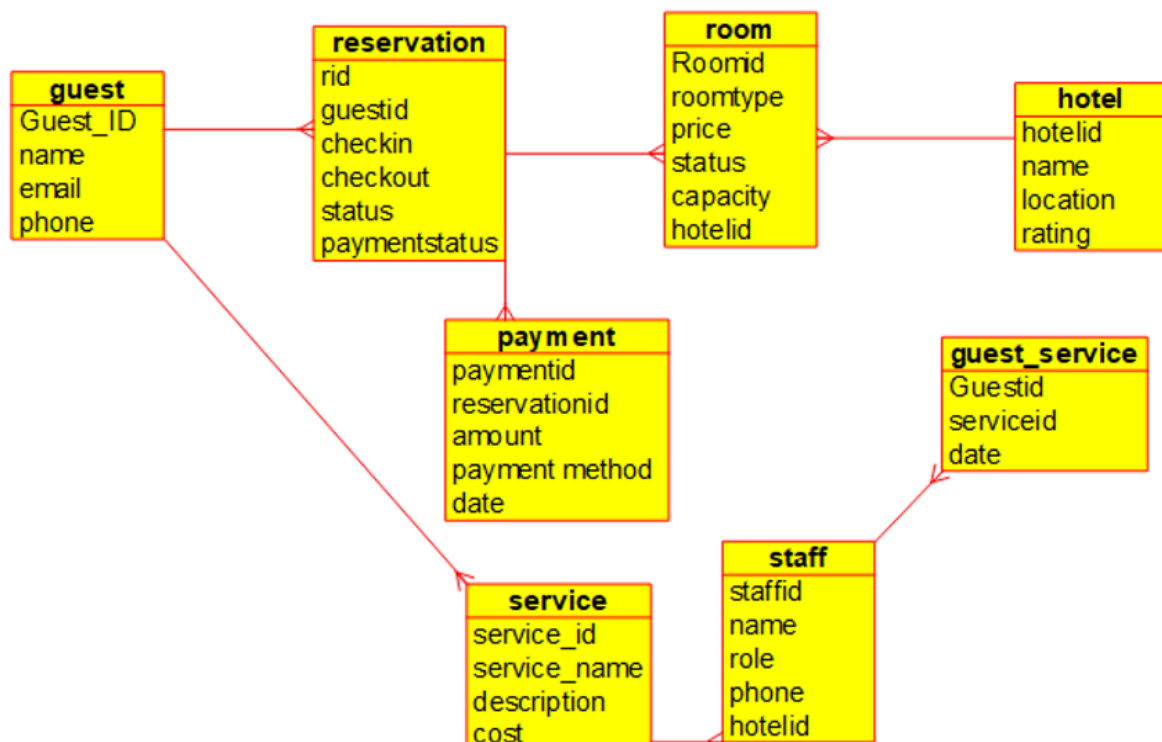 guest
Guest_ID
name
email
phone
reservation
rid
guestid
checkin
checkout
status
paymentstatus
room
Roomid
roomtype
price
status
capacity
hotelid
hotel
hotelid
name
location
rating
payment
paymentid
reservationid
amount
payment method
date
guest_service
Guestid
serviceid
date
service
service_id
service_name
description
cost
staff
staffid
name
role
phone
hotelid